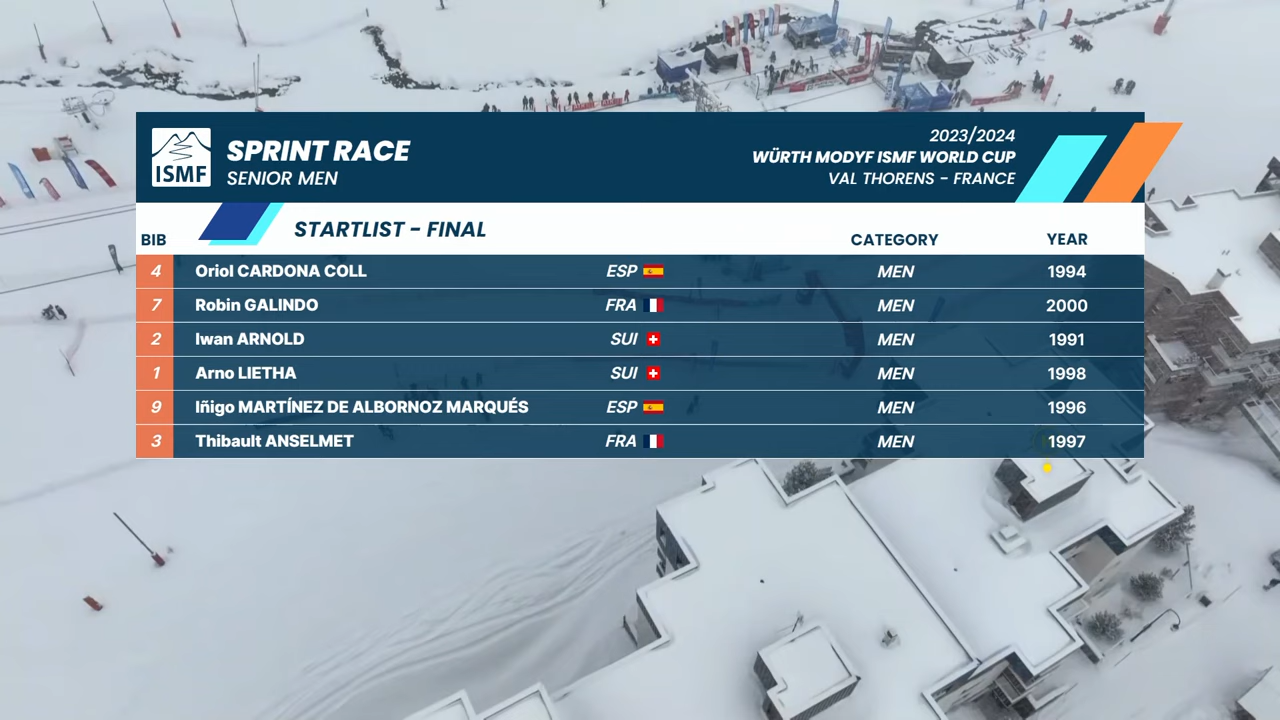 ISMF
SPRINT RACE
SENIOR MEN
2023/2024
WÜRTH MODYF ISMF WORLD CUP
VAL THORENS - FRANCE
STARTLIST - FINAL
BIB CATEGORY YEAR
4 Oriol CARDONA COLL ESP MEN 1994
7 Robin GALINDO FRA MEN 2000
2 Iwan ARNOLD SUI MEN 1991
1 Arno LIETHA SUI MEN 1998
9 Iñigo MARTÍNEZ DE ALBORNOZ MARQUÉS ESP MEN 1996
3 Thibault ANSELMET FRA MEN 1997